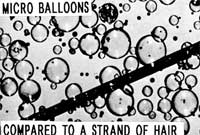 MICRO BALLOONS
COMPARED TO A STRAND OF HAIR